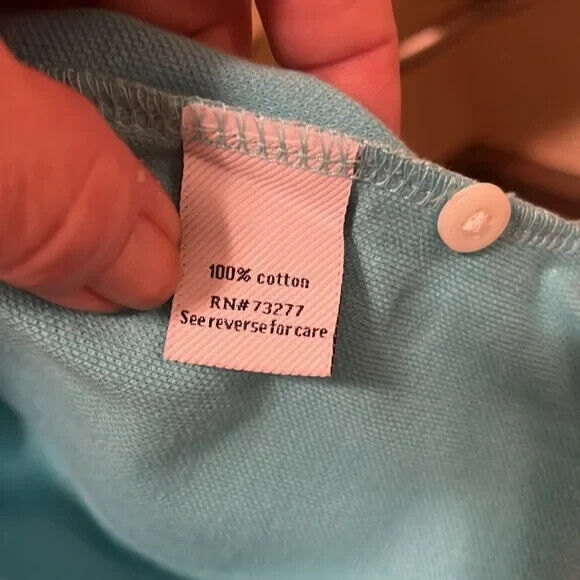 100% cotton
RN# 73277
See reverse for care